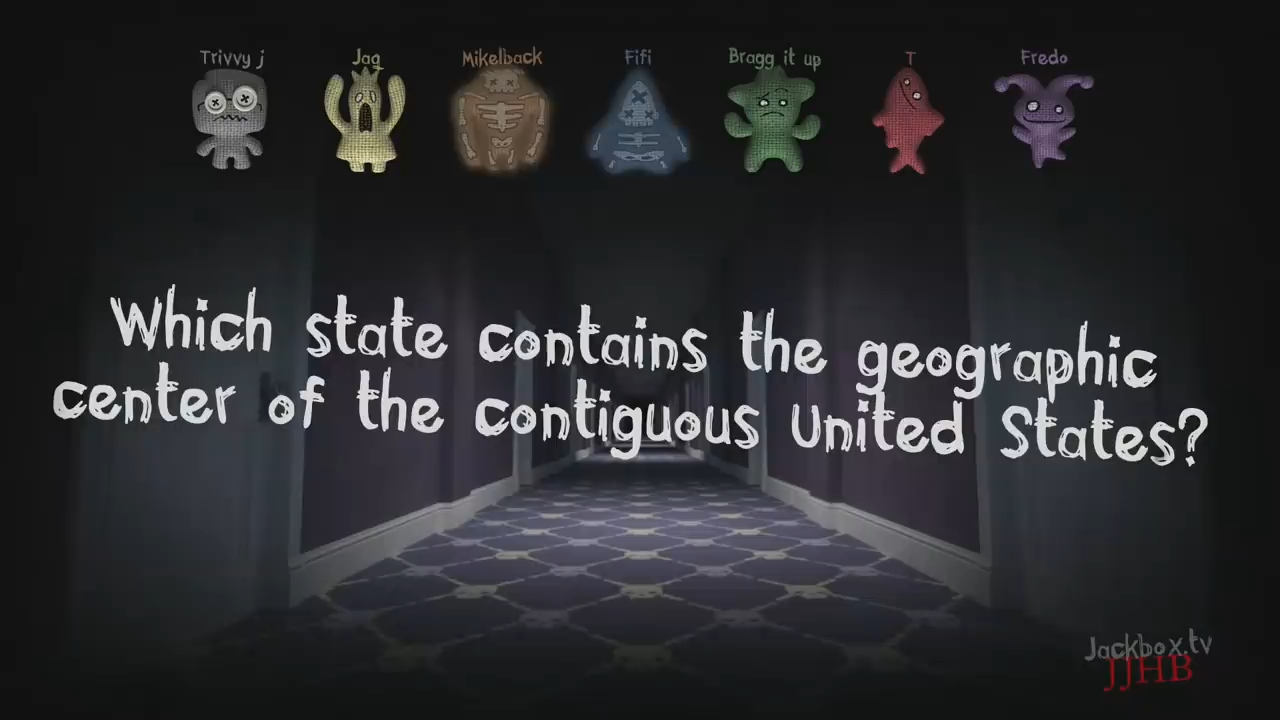 Trivvy j
Jaq
Mikelback
Fifi
Bragg it up
T
Fredo
Which state contains the geographic
center of the contiguous United States?
Jackbox.tv
JJHB